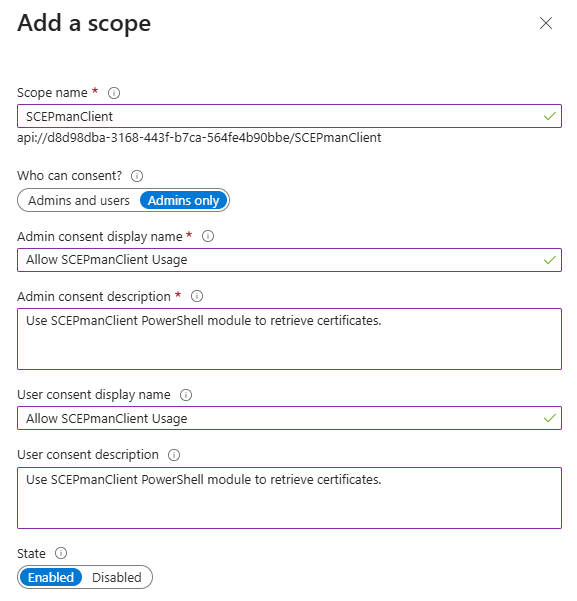 Add a scope
Scope name *
SCEPmanClient
api://d8d98dba-3168-443f-b7ca-564fe4b90bbe/SCEPmanClient
Who can consent?
Admins and users Admins only
Admin consent display name *
Allow SCEPmanClient Usage
Admin consent description *
Use SCEPmanClient PowerShell module to retrieve certificates.
User consent display name
Allow SCEPmanClient Usage
User consent description
Use SCEPmanClient PowerShell module to retrieve certificates.
State
Enabled Disabled